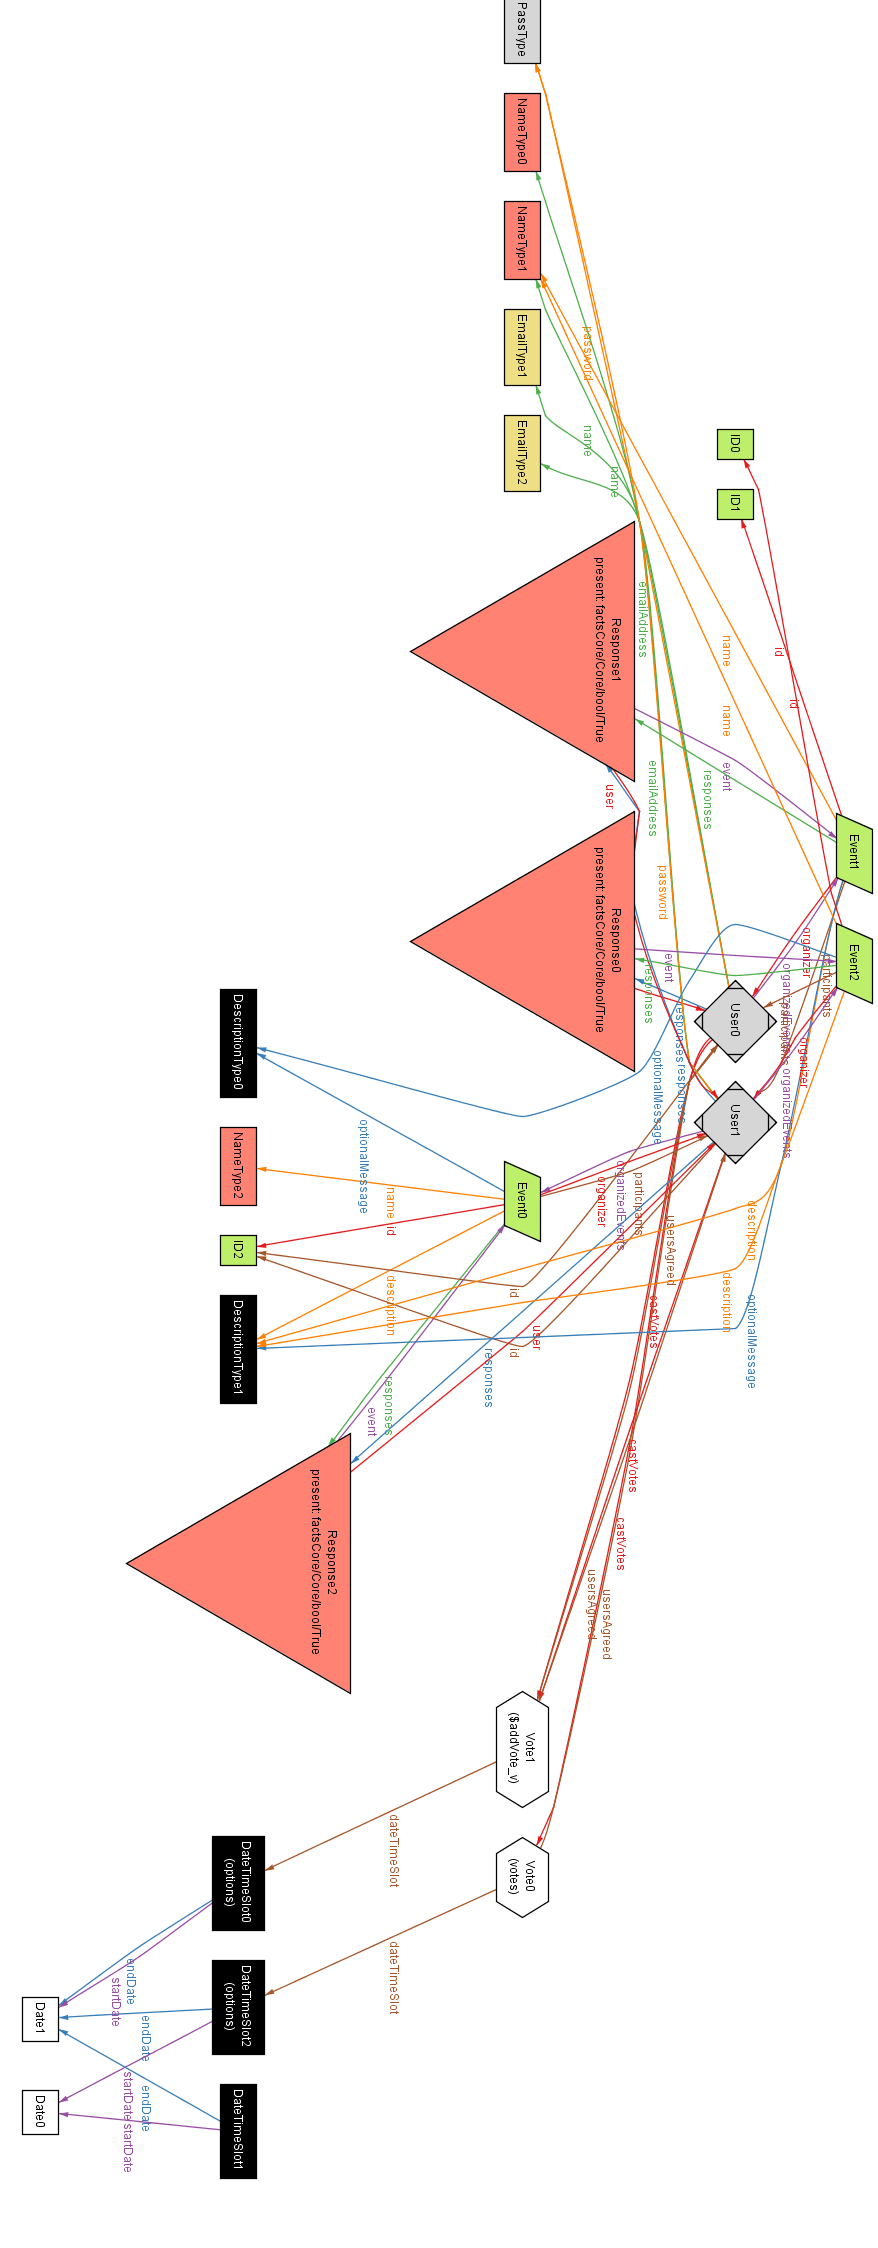 PassType
NameType0
NameType1
EmailType1
EmailType2
ID0
ID1
password
name
name
emailAddress
name
name
id
id
Response1
present: factsCore/Core/bool/True
user
event
responses
emailAddress
password
Response0
present: factsCore/Core/bool/True
Event1
Event2
event
responses
organizer
participants
organizedEvents
participants
organizer
organizedEvents
User0
User1
responses
responses
optionalMessage
DescriptionType0
NameType2
ID2
DescriptionType1
optionalMessage
name
id
description
Event0
organizer
organizedEvents
participants
usersAgreed
id
id
user
castVotes
description
description
optionalMessage
responses
responses
event
Response2
present: factsCore/Core/bool/True
castVotes
castVotes
usersAgreed
usersAgreed
Vote1
($addVote_v)
Vote0
(votes)
dateTimeSlot
dateTimeSlot
DateTimeSlot0
(options)
DateTimeSlot2
(options)
DateTimeSlot1
endDate
startDate
endDate
startDate
endDate
startDate
Date1
Date0